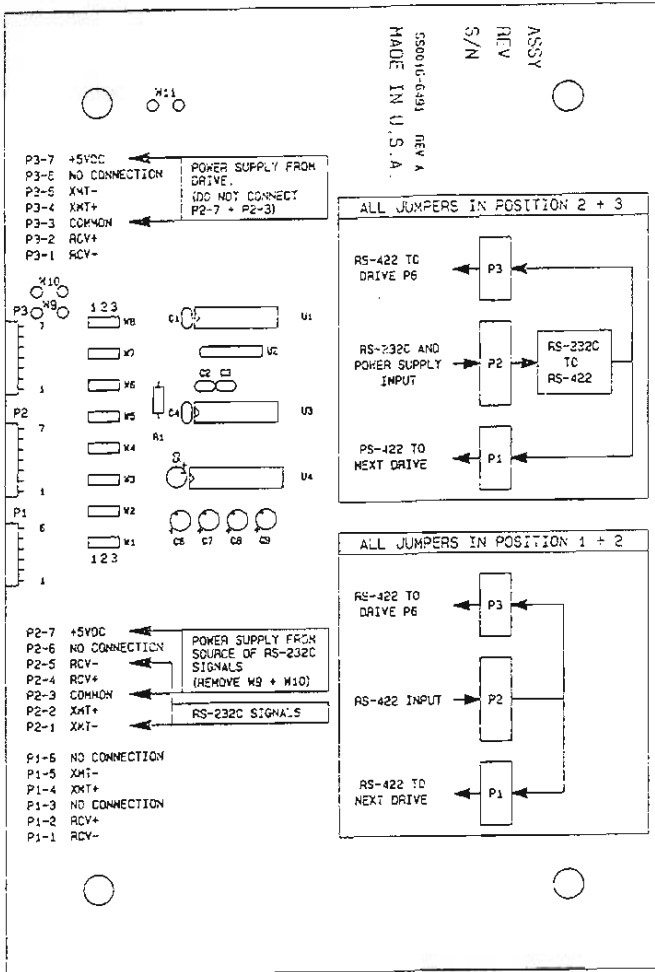 ASSY
REV
S/N
SS0016-6491 REV A
MADE IN U.S.A.
W11
P3-7 +5VDC
P3-6 NO CONNECTION
P3-5 XMT-
P3-4 XMT+
P3-3 COMMON
P3-2 RCV+
P3-1 RCV-
POWER SUPPLY FROM
DRIVE.
(DO NOT CONNECT
P2-7 + P2-3)
W10
W9
P3
7
1
P2
7
1
P1
6
1
1 2 3
W8
W7
W6
W5
W4
W3
W2
W1
1 2 3
C1
U1
U2
C2 C3
C4
U3
R1
U4
C6 C7 C8 C9
P2-7 +5VDC
P2-6 NO CONNECTION
P2-5 RCV-
P2-4 RCV+
P2-3 COMMON
P2-2 XMT+
P2-1 XMT-
POWER SUPPLY FROM
SOURCE OF RS-232C
SIGNALS
(REMOVE W9 + W10)
RS-232C SIGNALS
P1-6 NO CONNECTION
P1-5 XMT-
P1-4 XMT+
P1-3 NO CONNECTION
P1-2 RCV+
P1-1 RCV-
ALL JUMPERS IN POSITION 2 + 3
RS-422 TO
DRIVE P6
P3
RS-232C AND
POWER SUPPLY
INPUT
P2
RS-232C
TO
RS-422
RS-422 TO
NEXT DRIVE
P1
ALL JUMPERS IN POSITION 1 + 2
RS-422 TO
DRIVE P6
P3
RS-422 INPUT
P2
RS-422 TO
NEXT DRIVE
P1